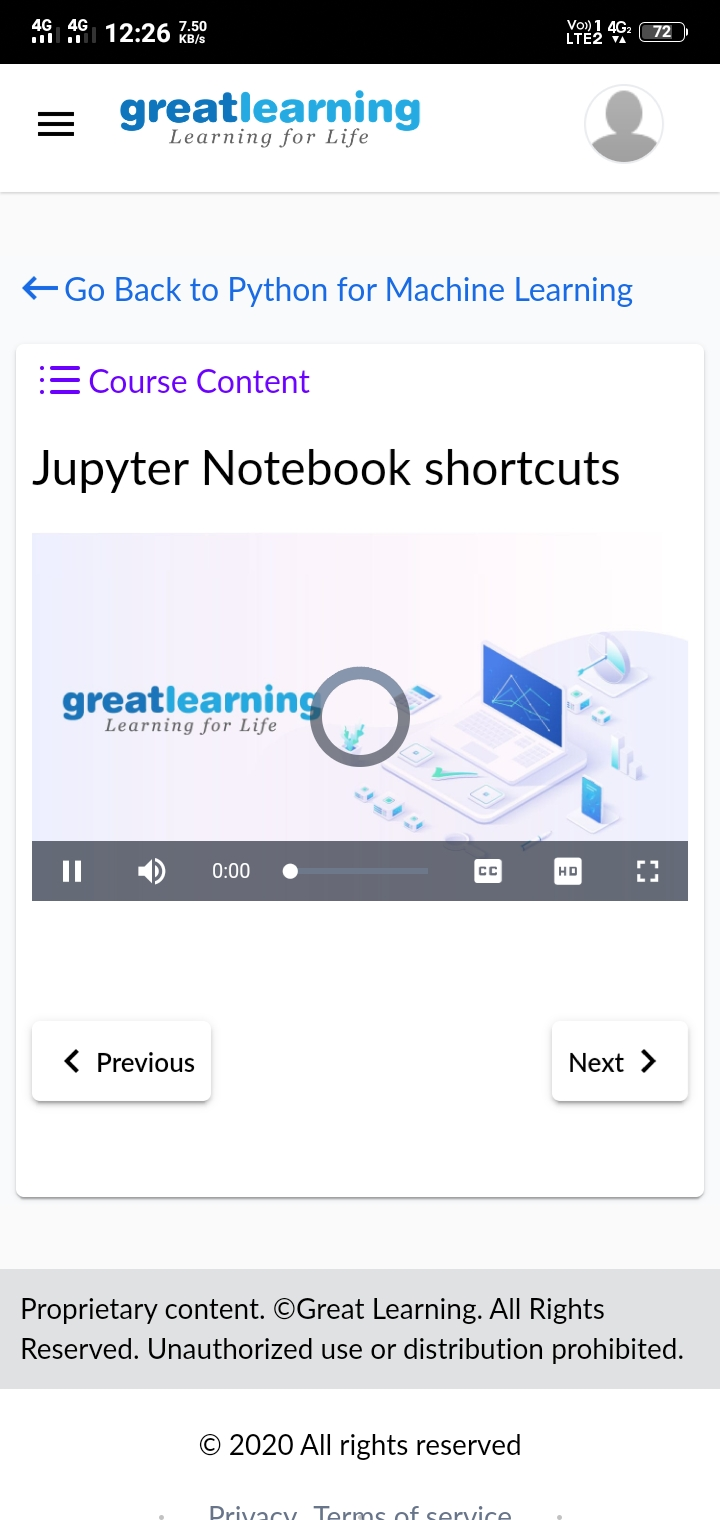 4G 4G 12:26 7.50 KB/s Vo)) 1 LTE2 4G2 72
greatlearning
Learning for Life
Go Back to Python for Machine Learning
Course Content
Jupyter Notebook shortcuts
greatlearning
Learning for Life
0:00 CC HD
Previous Next
Proprietary content. ©Great Learning. All Rights
Reserved. Unauthorized use or distribution prohibited.
© 2020 All rights reserved
Privacy Terms of service